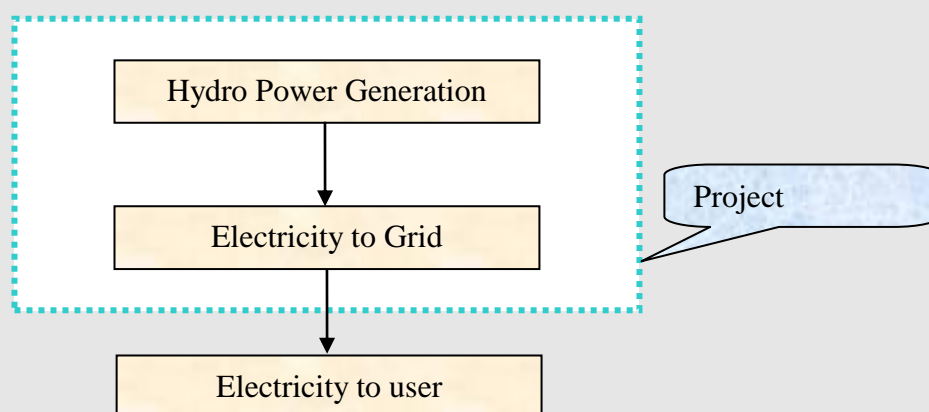 Hydro Power Generation
Electricity to Grid
Project
Electricity to user